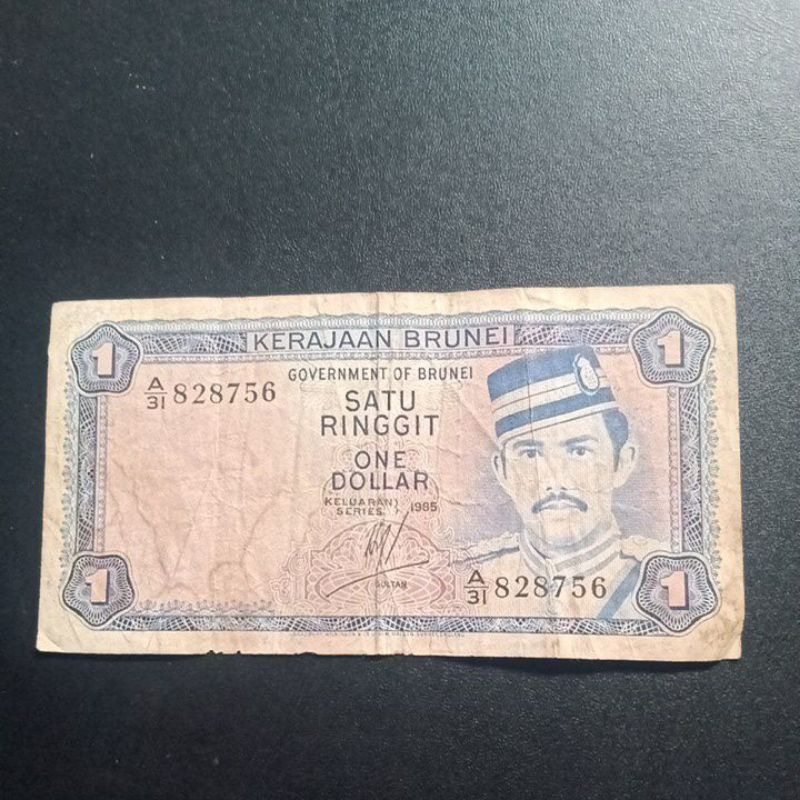 1
1
KERAJAAN BRUNEI
GOVERNMENT OF BRUNEI
A/31 828756
SATU
RINGGIT
ONE
DOLLAR
KELUARAN
SERIES } 1985
SULTAN
A/31 828756
1
1